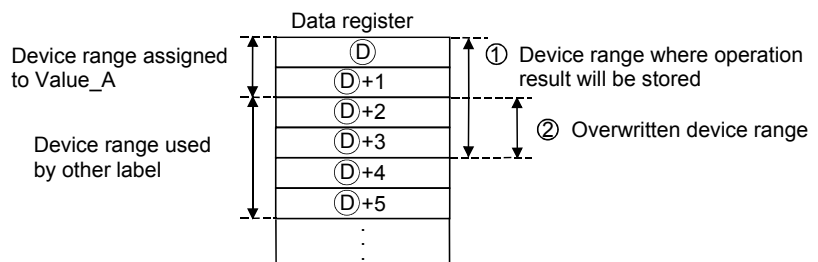 Data register
Device range assigned
to Value_A
Ⓓ
Ⓓ+1
Ⓓ+2
Ⓓ+3
Ⓓ+4
Ⓓ+5
① Device range where operation
result will be stored
② Overwritten device range
Device range used
by other label